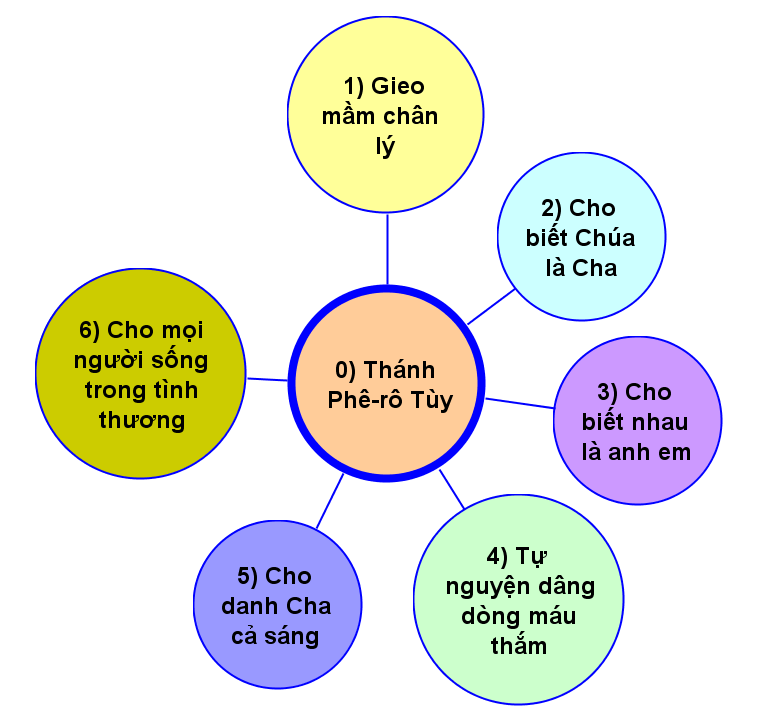 1) Gieo
mầm chân
lý
2) Cho
biết Chúa
là Cha
3) Cho
biết nhau
là anh em
4) Tự
nguyện dâng
dòng máu
thắm
5) Cho
danh Cha
cả sáng
6) Cho mọi
người sống
trong tình
thương
0) Thánh
Phê-rô Tùy